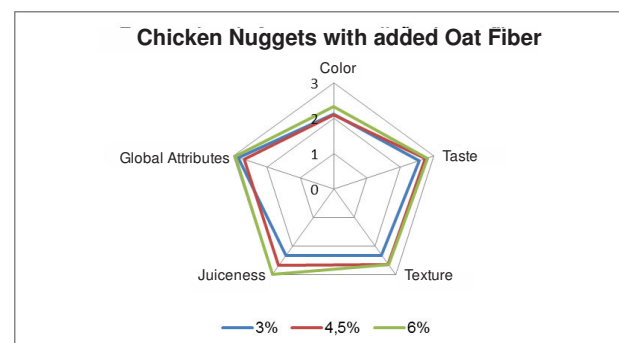 Chicken Nuggets with added Oat Fiber
Color
3
2
1
0
Taste
Global Attributes
Juiceness
Texture
3% 4,5% 6%